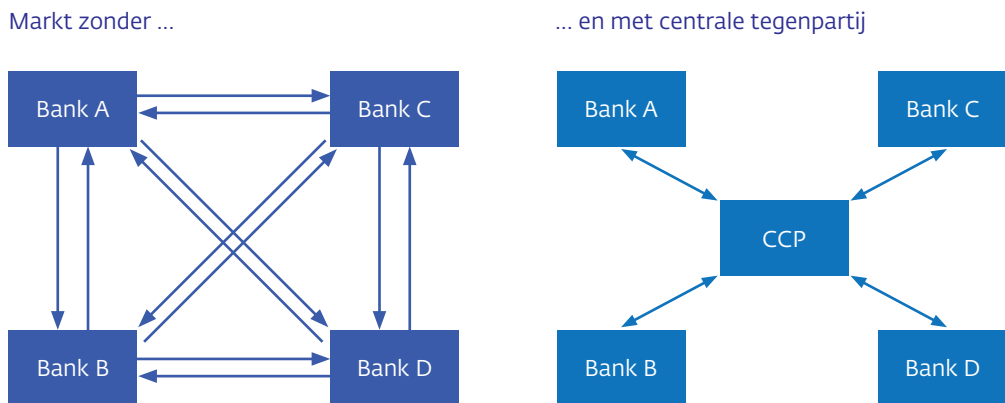 Markt zonder ...
... en met centrale tegenpartij
Bank A
Bank C
Bank A
Bank C
CCP
Bank B
Bank D
Bank B
Bank D